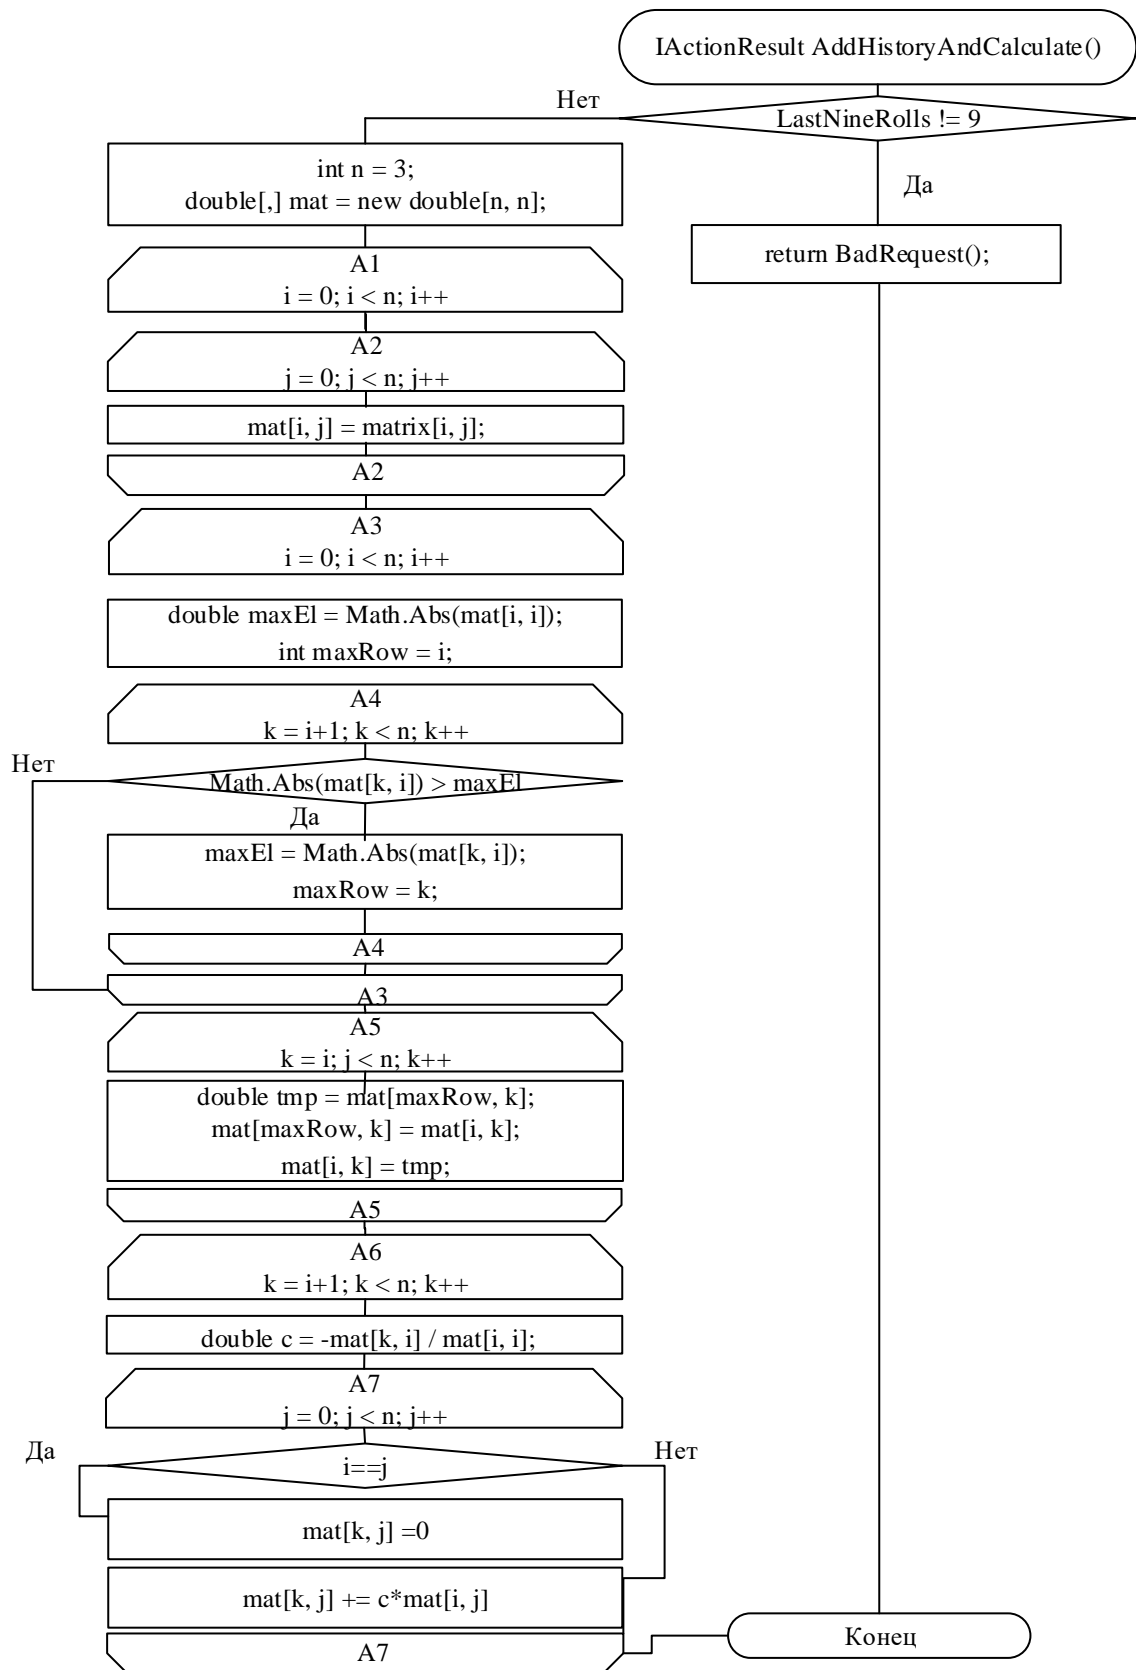 IActionResult AddHistoryAndCalculate()
Нет
LastNineRolls != 9
Да
int n = 3;
double[,] mat = new double[n, n];
return BadRequest();
A1
i = 0; i < n; i++
A2
j = 0; j < n; j++
mat[i, j] = matrix[i, j];
A2
A3
i = 0; i < n; i++
double maxEl = Math.Abs(mat[i, i]);
int maxRow = i;
A4
k = i+1; k < n; k++
Нет
Math.Abs(mat[k, i]) > maxEl
Да
maxEl = Math.Abs(mat[k, i]);
maxRow = k;
A4
A3
A5
k = i; j < n; k++
double tmp = mat[maxRow, k];
mat[maxRow, k] = mat[i, k];
mat[i, k] = tmp;
A5
A6
k = i+1; k < n; k++
double c = -mat[k, i] / mat[i, i];
A7
j = 0; j < n; j++
Да
Нет
i==j
mat[k, j] =0
mat[k, j] += c*mat[i, j]
A7
Конец